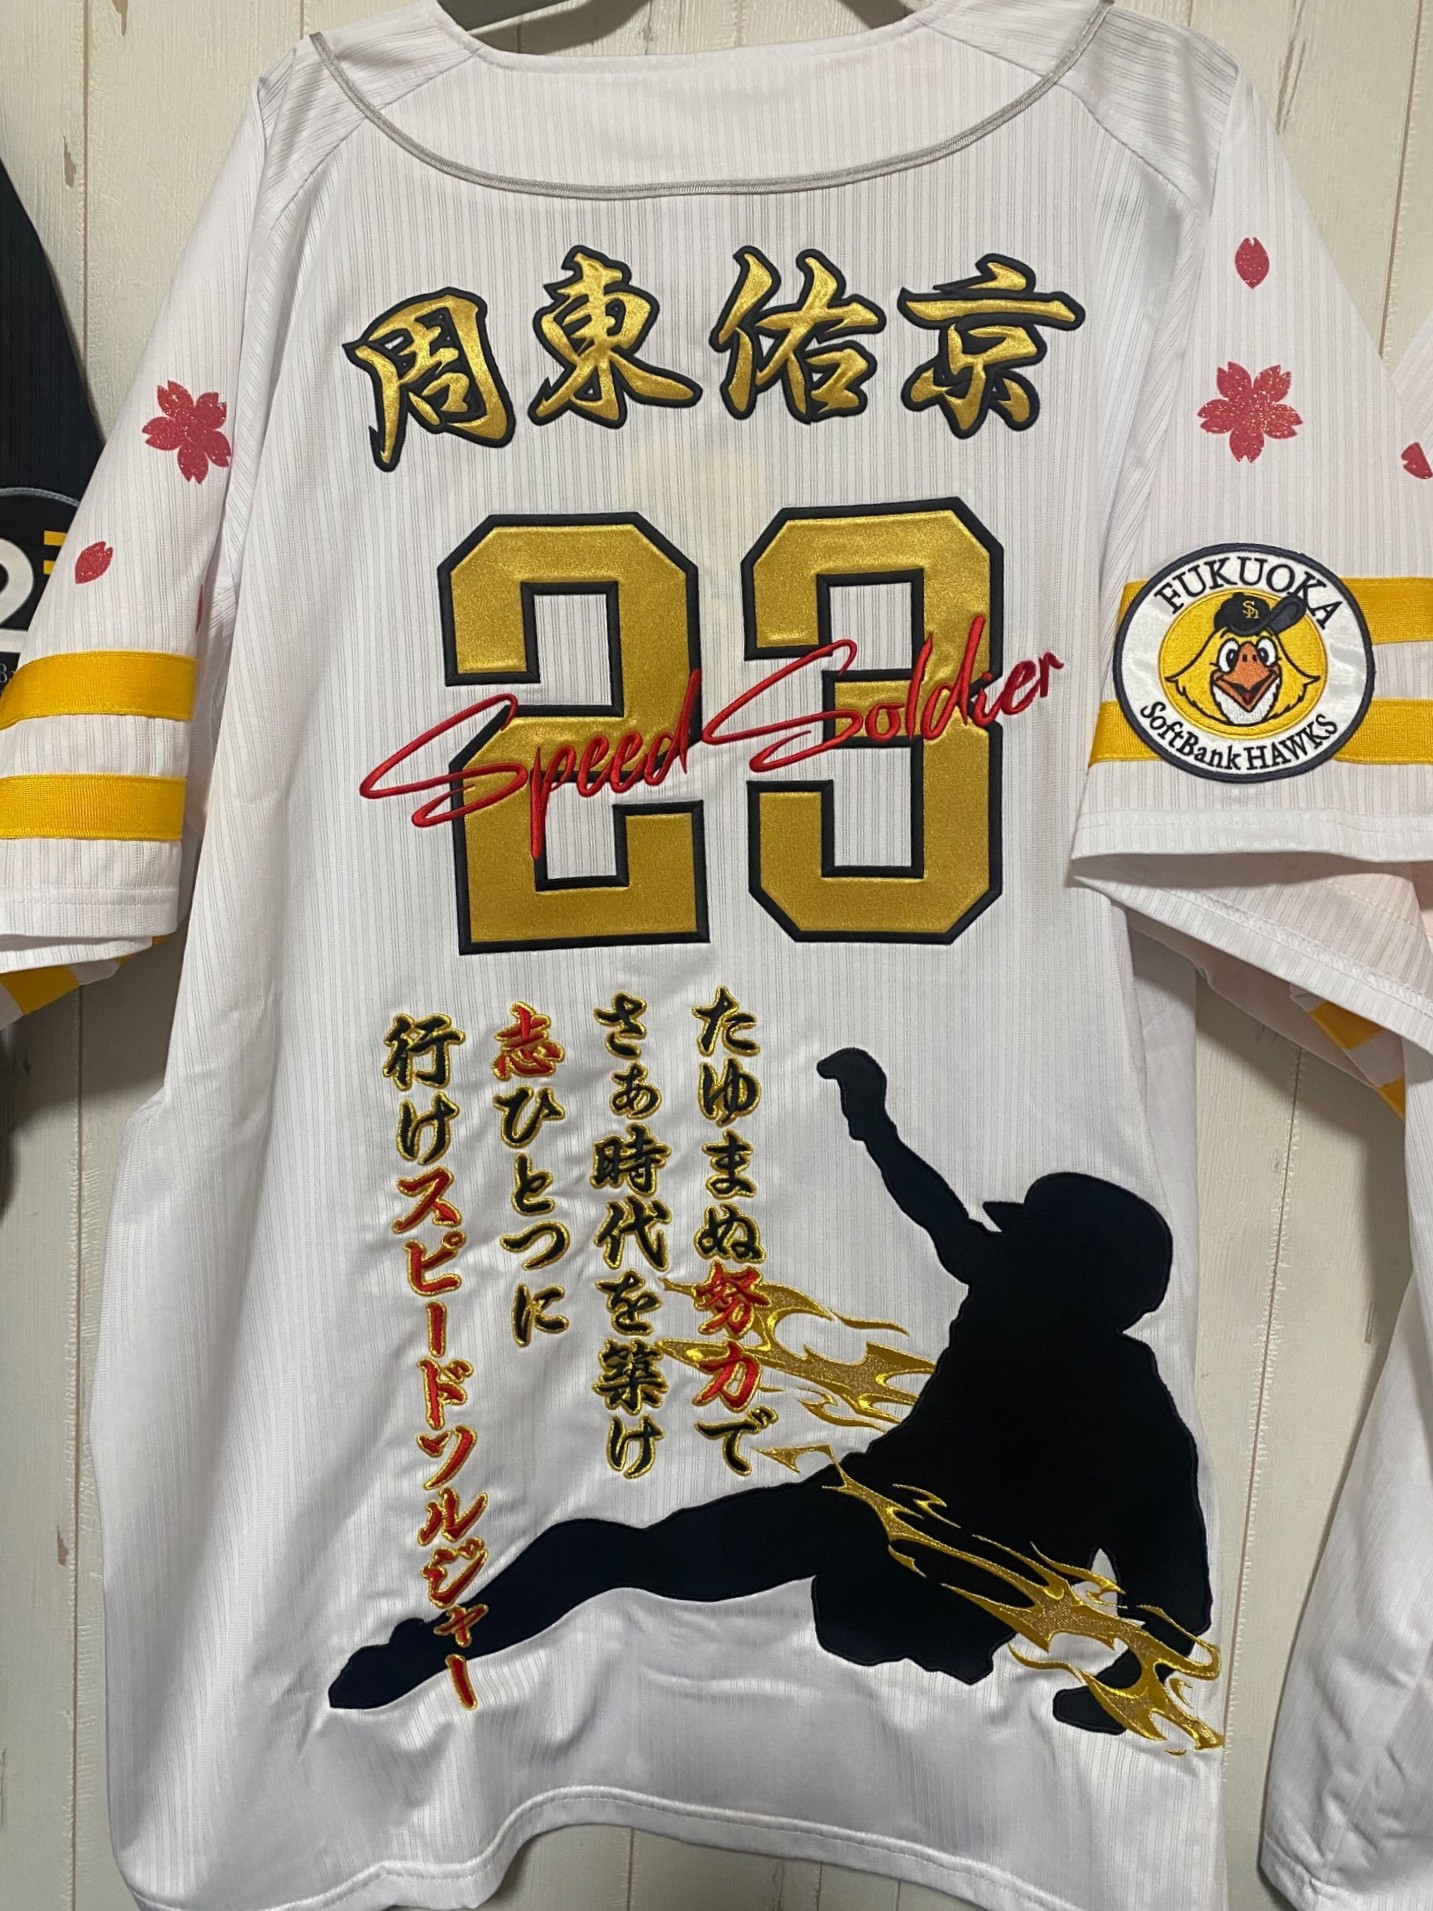 周東佑京
23
Speed Soldier
たゆまぬ努力で
さぁ時代を築け
志ひとつに
行けスピードソルジャー
FUKUOKA
SoftBank HAWKS